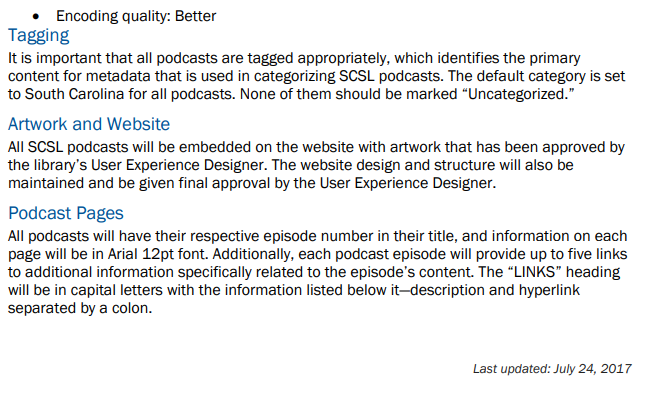 • Encoding quality: Better
Tagging
It is important that all podcasts are tagged appropriately, which identifies the primary
content for metadata that is used in categorizing SCSL podcasts. The default category is set
to South Carolina for all podcasts. None of them should be marked “Uncategorized.”
Artwork and Website
All SCSL podcasts will be embedded on the website with artwork that has been approved by
the library’s User Experience Designer. The website design and structure will also be
maintained and be given final approval by the User Experience Designer.
Podcast Pages
All podcasts will have their respective episode number in their title, and information on each
page will be in Arial 12pt font. Additionally, each podcast episode will provide up to five links
to additional information specifically related to the episode’s content. The “LINKS” heading
will be in capital letters with the information listed below it—description and hyperlink
separated by a colon.
Last updated: July 24, 2017